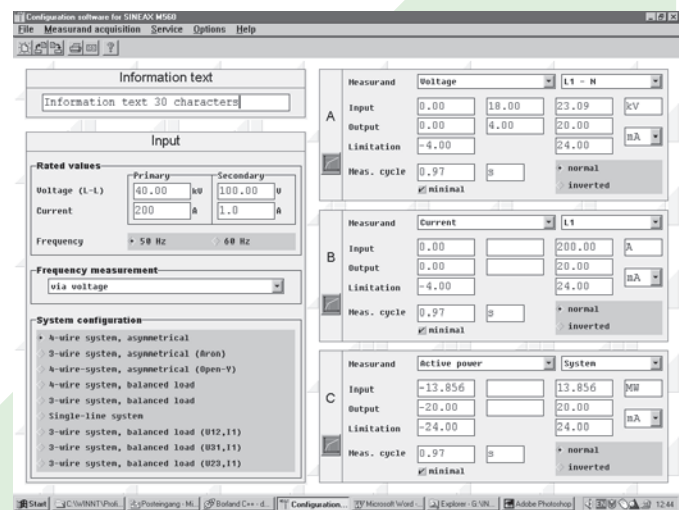 Configuration software for SINEAX M560
File Measurand acquisition Service Options Help
Information text
Information text 30 characters
Input
Rated values
Primary Secondary
Voltage (L-L) 40.00 kV 100.00 V
Current 200 A 1.0 A
Frequency 50 Hz 60 Hz
Frequency measurement
via voltage
System configuration
4-wire system, asymmetrical
3-wire system, asymmetrical (Aron)
4-wire-system, asymmetrical (Open-Y)
4-wire system, balanced load
3-wire system, balanced load
Single-line system
3-wire system, balanced load (U12,I1)
3-wire system, balanced load (U31,I1)
3-wire system, balanced load (U23,I1)
A
Measurand Voltage L1 - N
Input 0.00 18.00 23.09 kV
Output 0.00 4.00 20.00 mA
Limitation -4.00 24.00
Meas. cycle 0.97 s normal
minimal inverted
B
Measurand Current L1
Input 0.00 200.00 A
Output 0.00 20.00 mA
Limitation -4.00 24.00
Meas. cycle 0.97 s normal
minimal inverted
C
Measurand Active power System
Input -13.856 13.856 MW
Output -20.00 20.00 mA
Limitation -24.00 24.00
Meas. cycle 0.97 s normal
minimal inverted
Start C:\WINNT\Profi... Posteingang - Mi... Borland C++ - d... Configuration... Microsoft Word -... Explorer - G:\IN... Adobe Photoshop 12:44